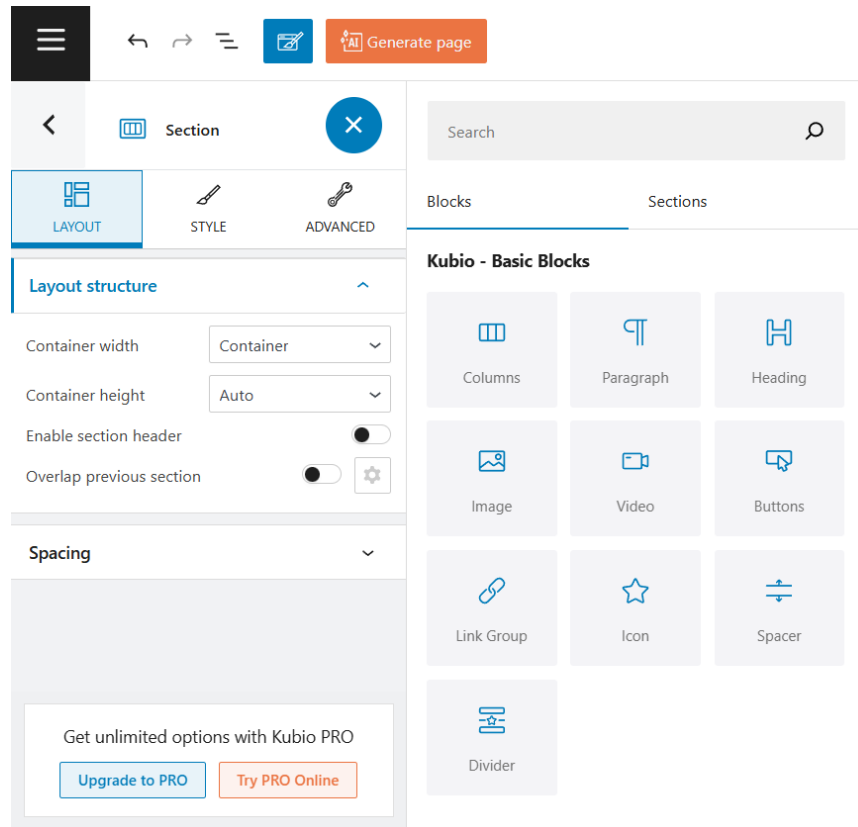 AI Generate page
Section
LAYOUT
STYLE
ADVANCED
Layout structure
Container width
Container
Container height
Auto
Enable section header
Overlap previous section
Spacing
Get unlimited options with Kubio PRO
Upgrade to PRO
Try PRO Online
Search
Blocks
Sections
Kubio - Basic Blocks
Columns
Paragraph
Heading
Image
Video
Buttons
Link Group
Icon
Spacer
Divider